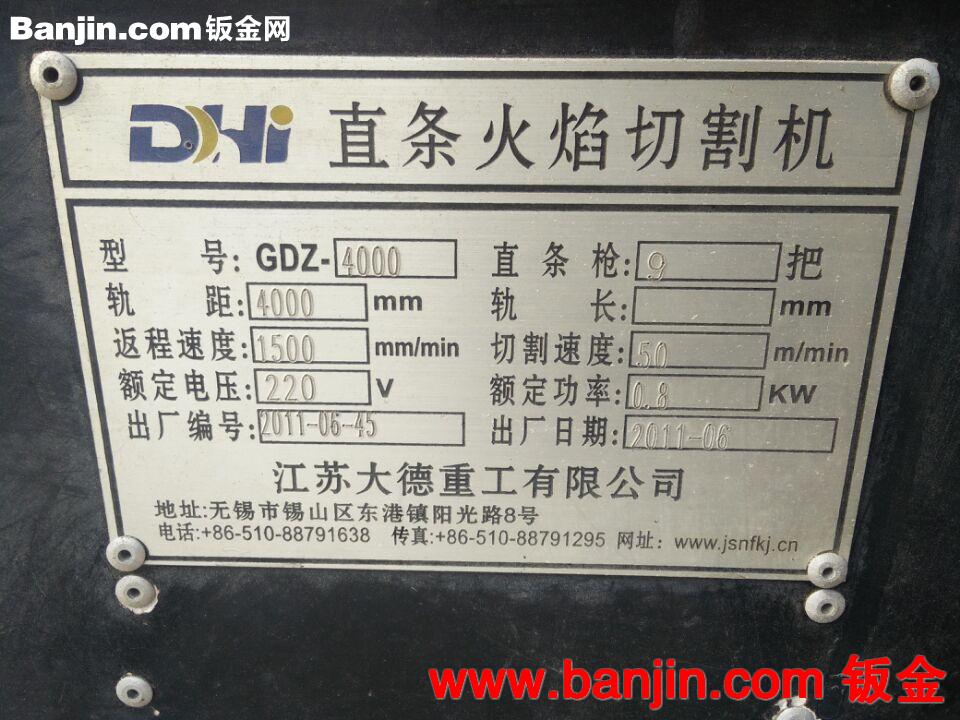 Banjin.com钣金网
DHi 直条火焰切割机
型 号: GDZ-4000 直条枪: 9 把
轨 距: 4000 mm 轨 长: mm
返程速度: 1500 mm/min 切割速度: 50 m/min
额定电压: 220 V 额定功率: 0.8 KW
出厂编号: 2011-06-45 出厂日期: 2011-06
江苏大德重工有限公司
地址:无锡市锡山区东港镇阳光路8号
电话:+86-510-88791638 传真:+86-510-88791295 网址: www.jsnfkj.cn
www.banjin.com 钣金